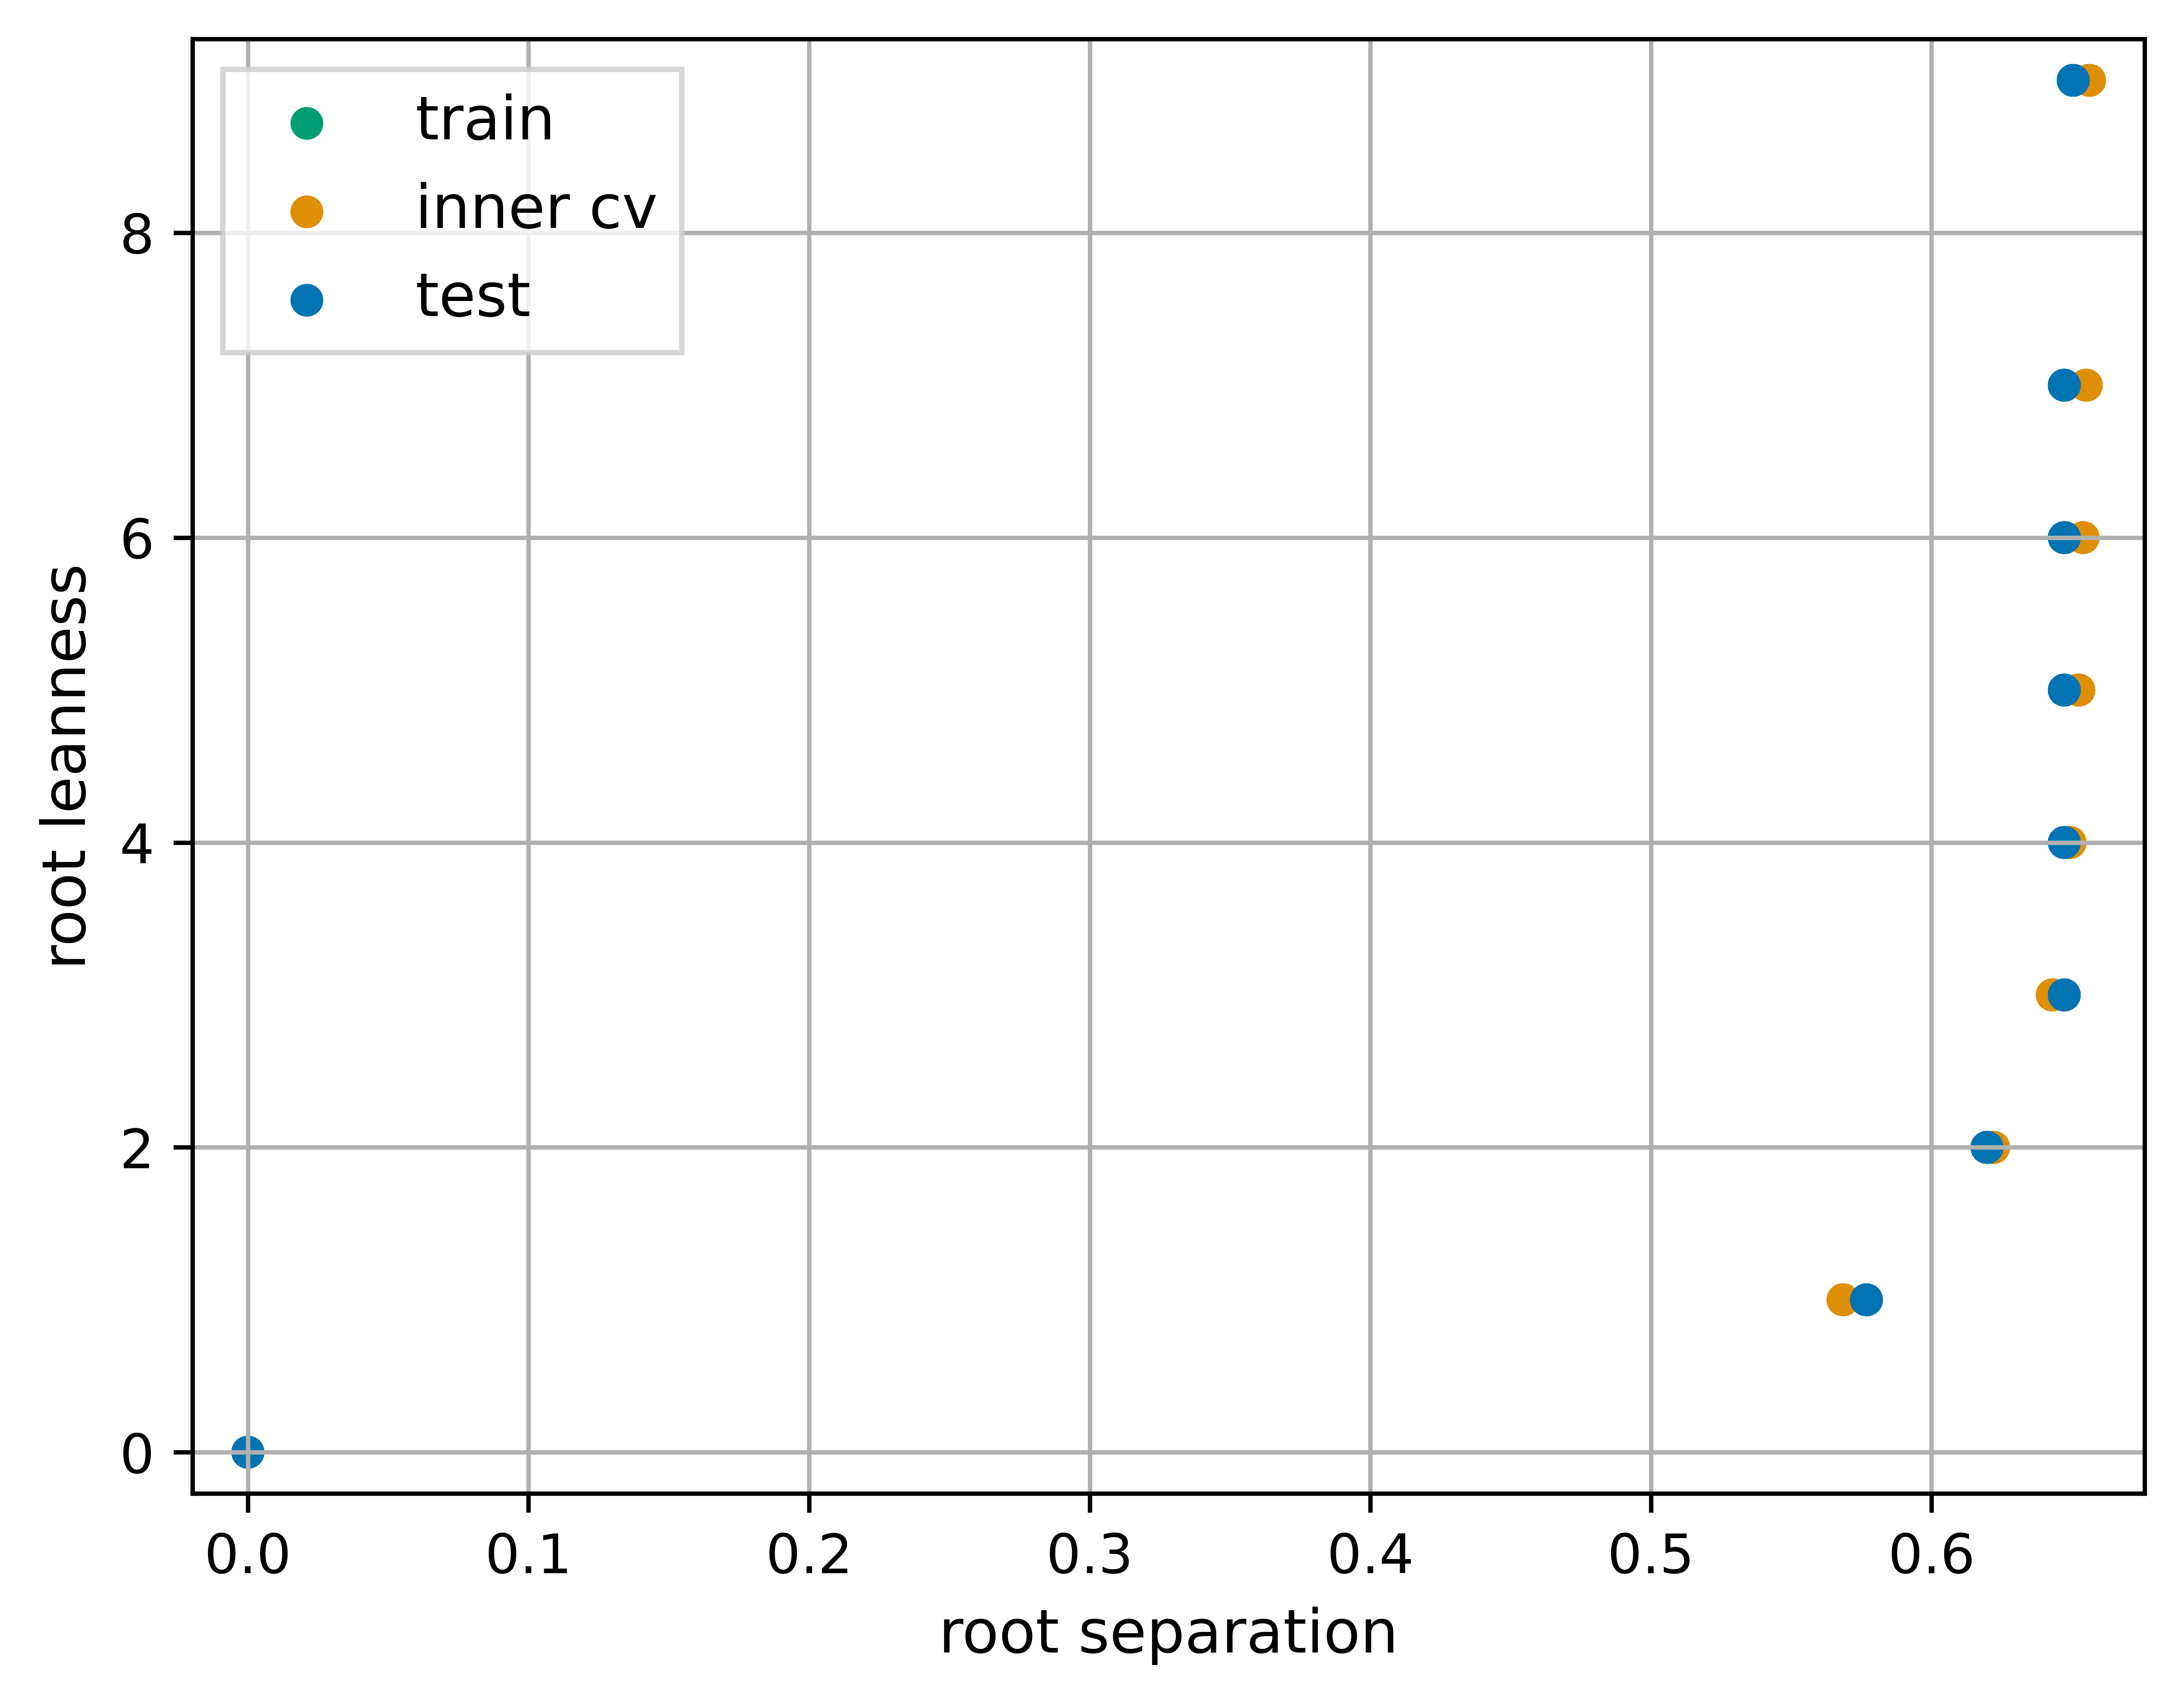 train
inner cv
test
8
6
4
2
0
root leanness
0.0 0.1 0.2 0.3 0.4 0.5 0.6
root separation